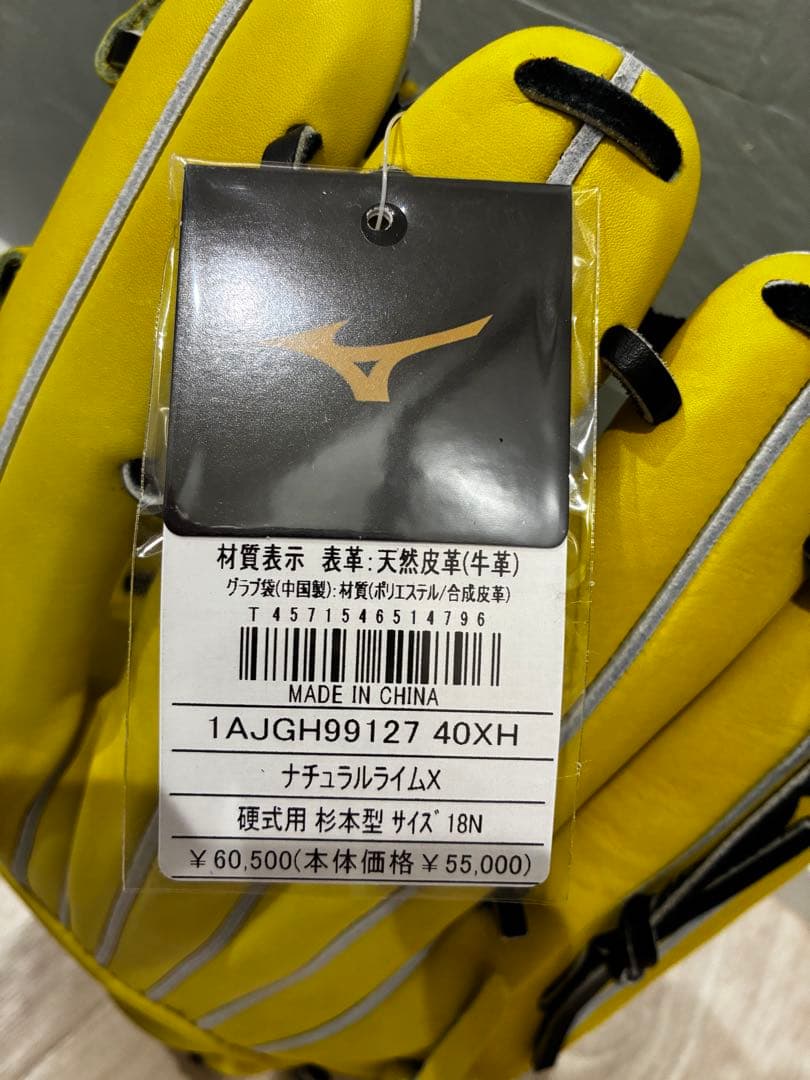 材質表示 表革:天然皮革(牛革)
グラブ袋(中国製):材質(ポリエステル/合成皮革)
T 4571546514796
MADE IN CHINA
1AJGH99127 40XH
ナチュラルライムX
硬式用 杉本型 サイズ 18N
¥60,500(本体価格¥55,000)